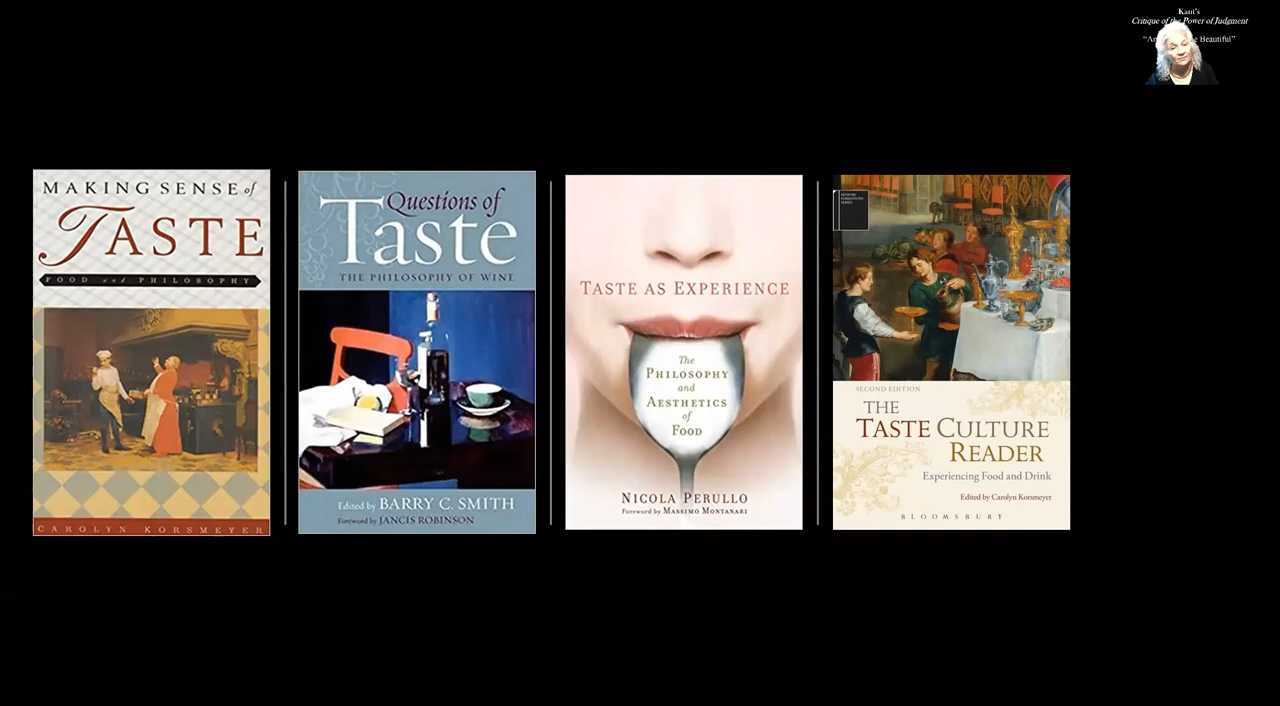 Kant's
Critique of the Power of Judgment
Beautiful"
MAKING SENSE of
TASTE
FOOD and PHILOSOPHY
CAROLYN KORSMEYER
Questions of
Taste
THE PHILOSOPHY OF WINE
Edited by BARRY C. SMITH
Foreword by JANCIS ROBINSON
TASTE AS EXPERIENCE
The
PHILOSOPHY
and
AESTHETICS
of
FOOD
NICOLA PERULLO
Foreword by MASSIMO MONTANARI
SENSORY
FORMATIONS
SERIES
SECOND EDITION
THE
TASTE CULTURE
READER
Experiencing Food and Drink
Edited by Carolyn Korsmeyer
BLOOMSBURY